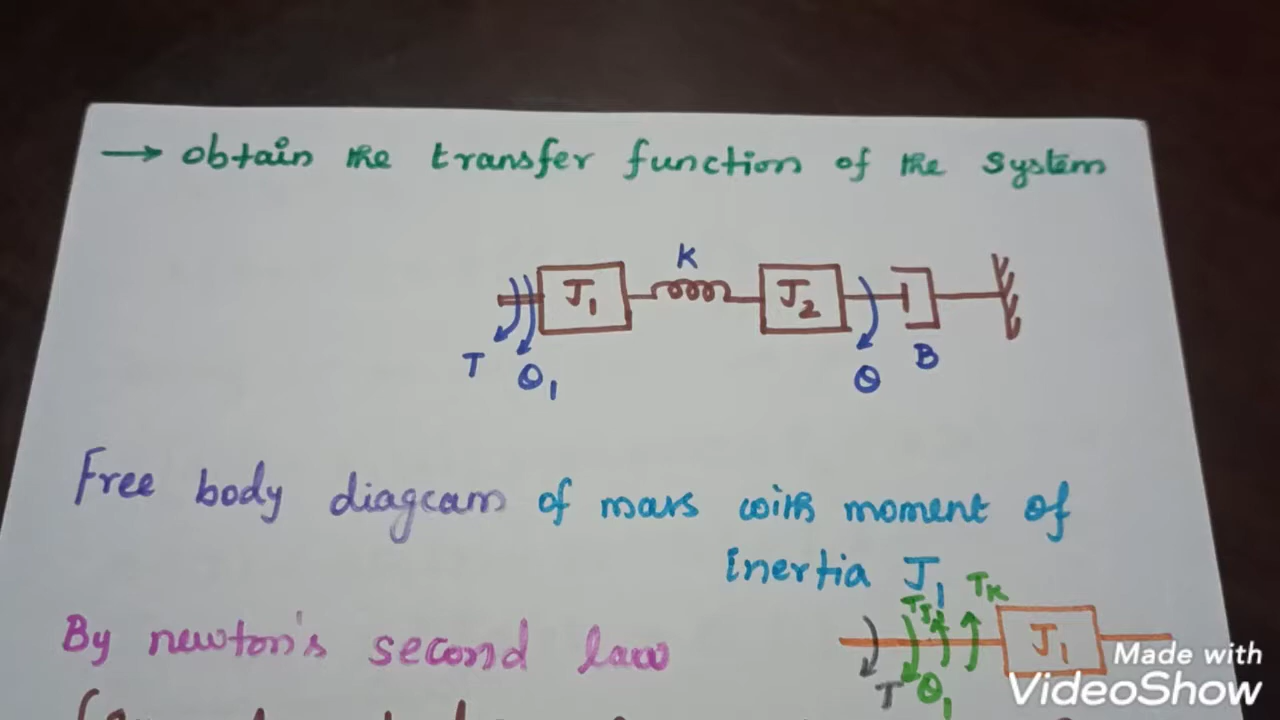 → obtain the transfer function of the system
K
J1 J2
T θ1 θ B
Free body diagram of mass with moment of
inertia J1
TJ1 TK
By newton's second law
J1
T θ1
Made with
VideoShow